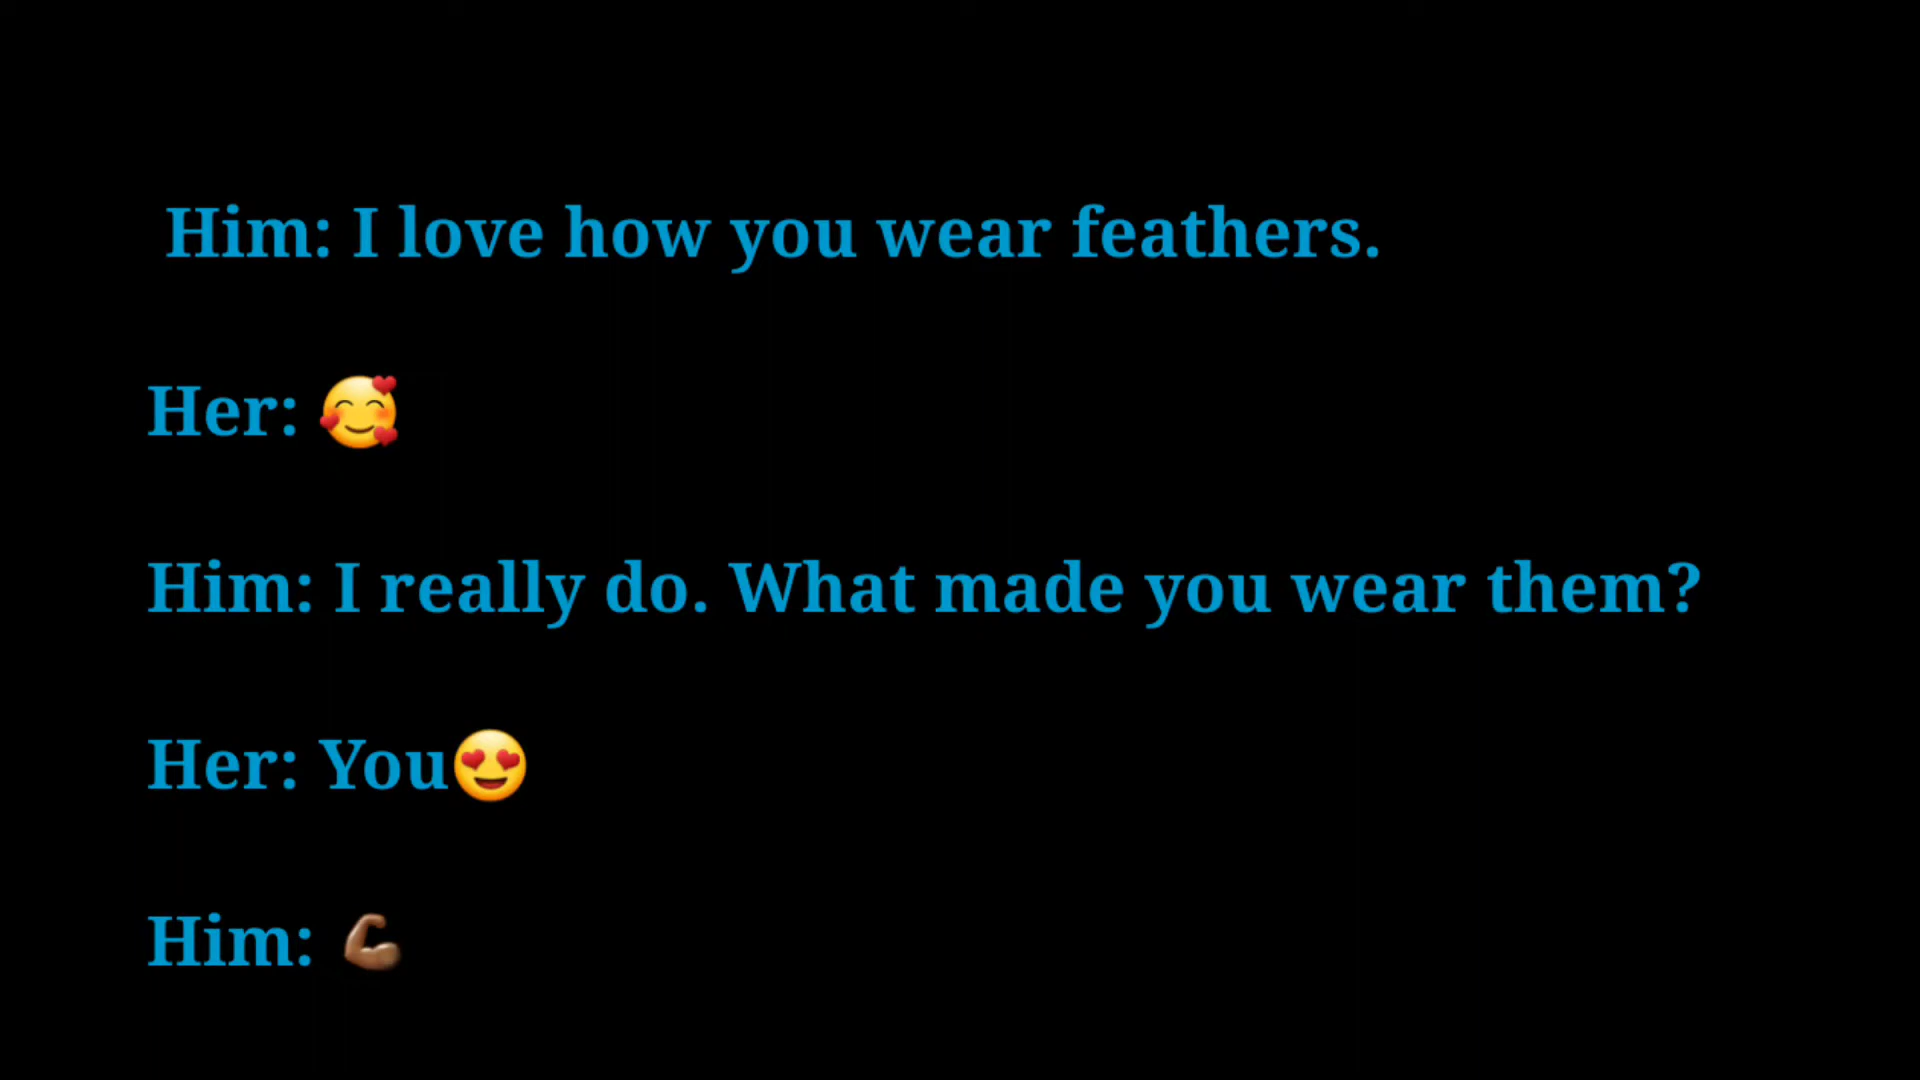 Him: I love how you wear feathers.
Her: 🥰
Him: I really do. What made you wear them?
Her: You😍
Him: 💪🏾